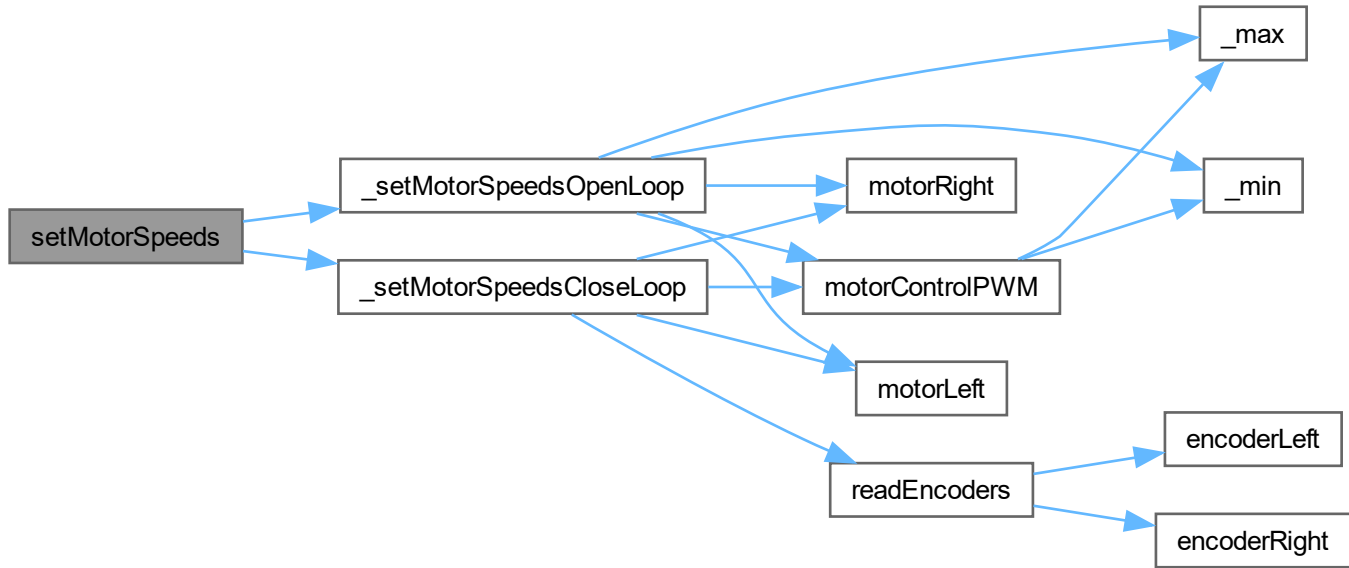 setMotorSpeeds
_setMotorSpeedsOpenLoop
_setMotorSpeedsCloseLoop
motorRight
motorControlPWM
motorLeft
readEncoders
_max
_min
encoderLeft
encoderRight